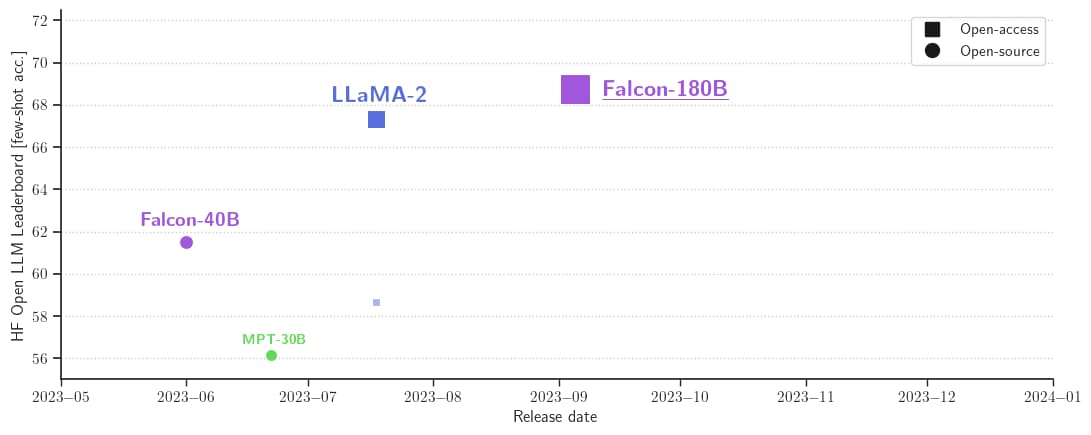 72
70
68
66
64
62
60
58
56
HF Open LLM Leaderboard [few-shot acc.]
Open-access
Open-source
LLaMA-2
Falcon-180B
Falcon-40B
MPT-30B
2023–05
2023–06
2023–07
2023–08
2023–09
2023–10
2023–11
2023–12
2024–01
Release date